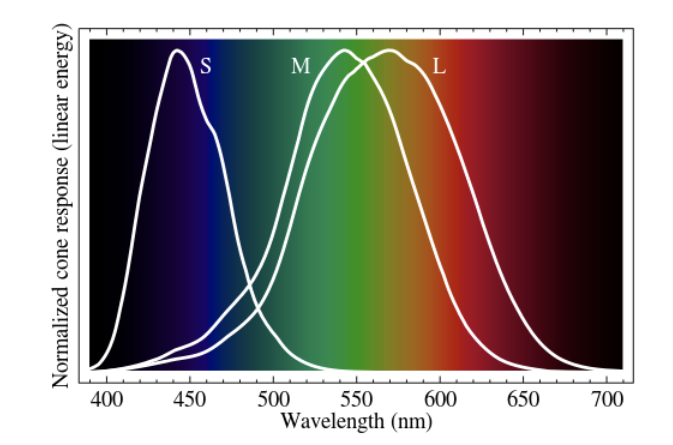 Normalized cone response (linear energy)
S
M
L
400 450 500 550 600 650 700
Wavelength (nm)